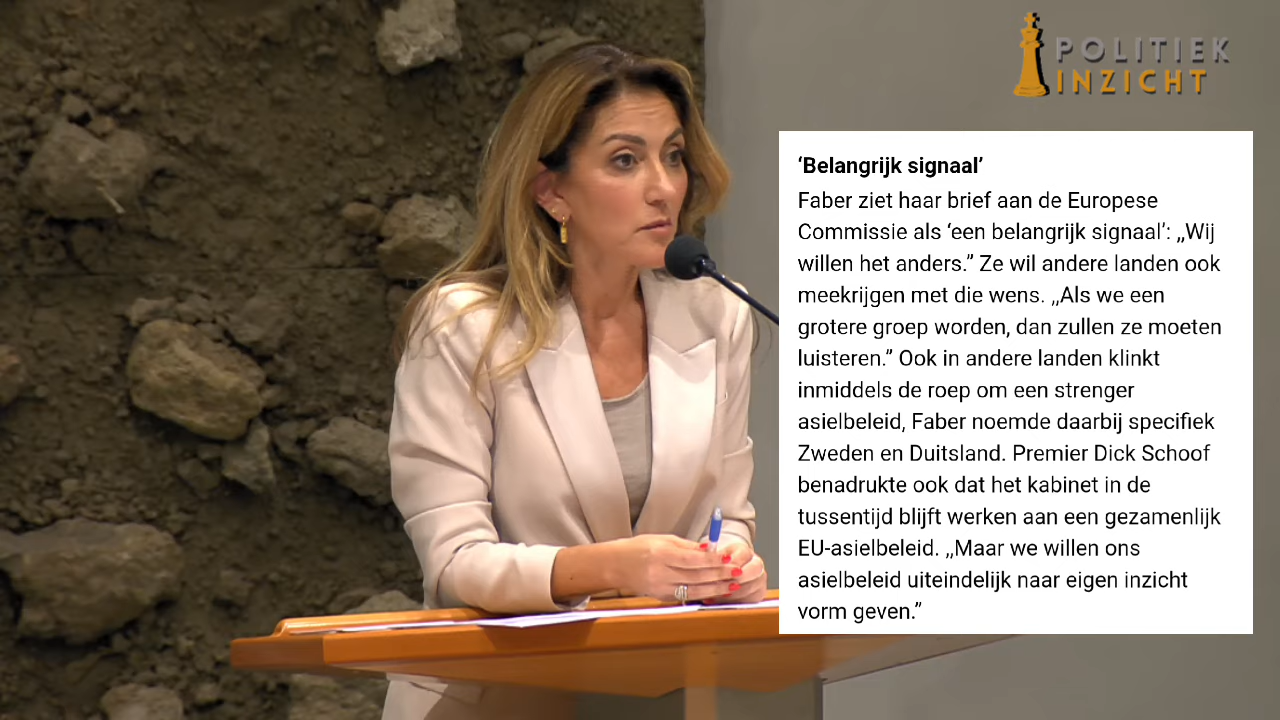 POLITIEK
INZICHT
‘Belangrijk signaal’
Faber ziet haar brief aan de Europese
Commissie als ‘een belangrijk signaal’: „Wij
willen het anders.” Ze wil andere landen ook
meekrijgen met die wens. „Als we een
grotere groep worden, dan zullen ze moeten
luisteren.” Ook in andere landen klinkt
inmiddels de roep om een strenger
asielbeleid, Faber noemde daarbij specifiek
Zweden en Duitsland. Premier Dick Schoof
benadrukte ook dat het kabinet in de
tussentijd blijft werken aan een gezamenlijk
EU-asielbeleid. „Maar we willen ons
asielbeleid uiteindelijk naar eigen inzicht
vorm geven.”